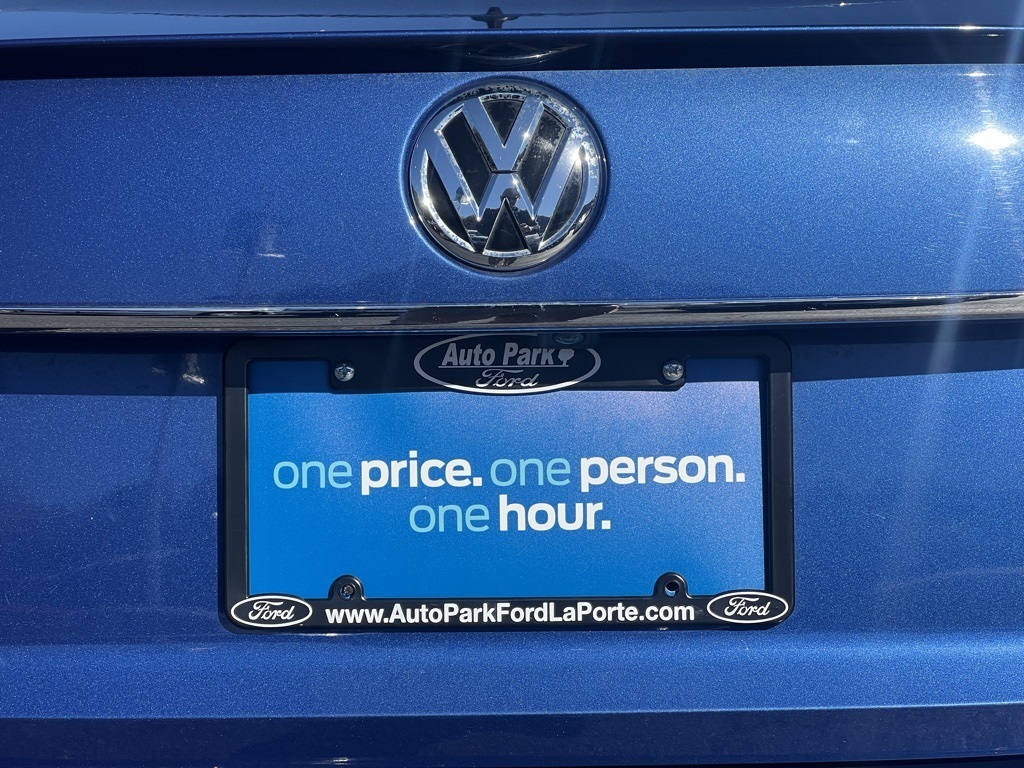 Auto Park
Ford
one price. one person.
one hour.
Ford www.AutoParkFordLaPorte.com Ford